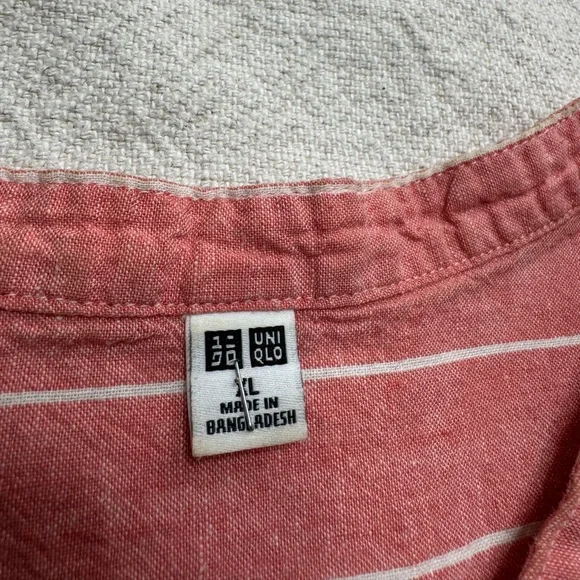 ユニ UNI
クロ QLO
XL
MADE IN
BANGLADESH